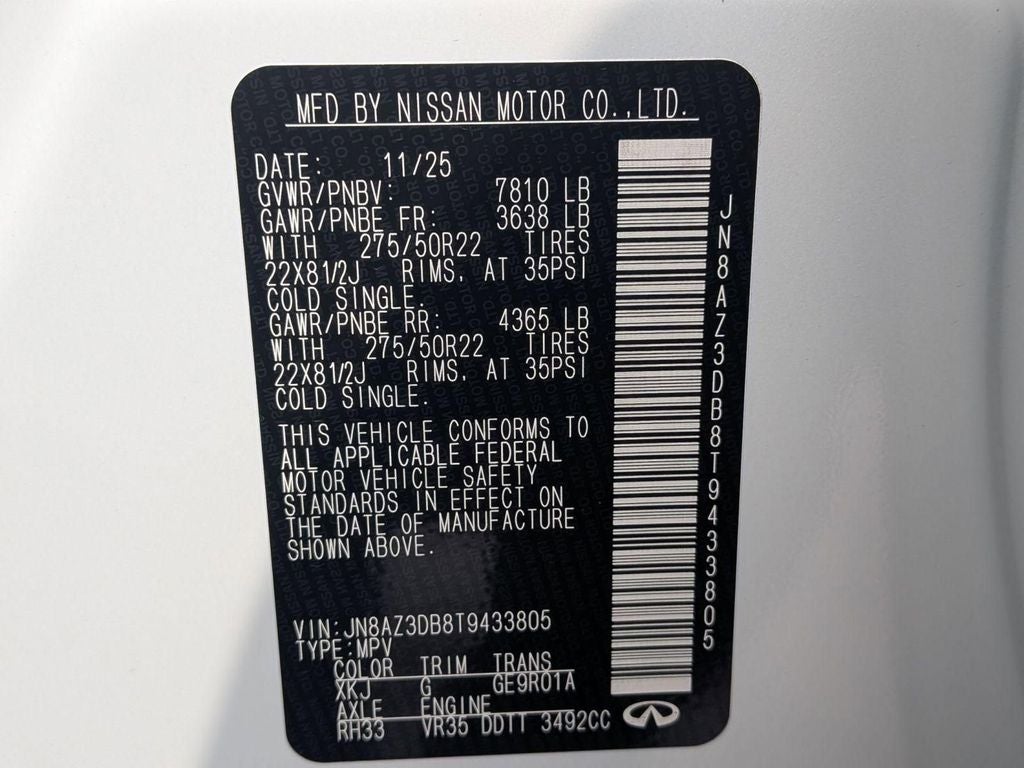 MFD BY NISSAN MOTOR CO.,LTD.
DATE: 11/25
GVWR/PNBV: 7810 LB
GAWR/PNBE FR: 3638 LB
WITH 275/50R22 TIRES
22X81/2J RIMS, AT 35PSI
COLD SINGLE.
GAWR/PNBE RR: 4365 LB
WITH 275/50R22 TIRES
22X81/2J RIMS, AT 35PSI
COLD SINGLE.
THIS VEHICLE CONFORMS TO
ALL APPLICABLE FEDERAL
MOTOR VEHICLE SAFETY
STANDARDS IN EFFECT ON
THE DATE OF MANUFACTURE
SHOWN ABOVE.
VIN:JN8AZ3DB8T9433805
TYPE:MPV
COLOR TRIM TRANS
XKJ G GE9R01A
AXLE ENGINE
RH33 VR35 DDTT 3492CC
JN8AZ3DB8T9433805